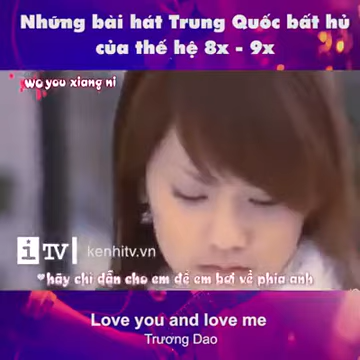 Những bài hát Trung Quốc bất hủ
của thế hệ 8x - 9x
wo you xiang ni
iTV kenhitv.vn
hãy chỉ dẫn cho em để em bơi về phía anh
Love you and love me
Trương Dao